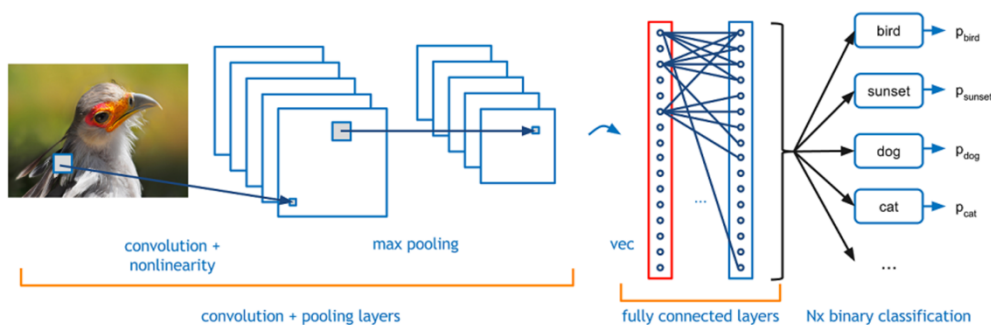 bird
p_bird
sunset
p_sunset
dog
p_dog
cat
p_cat
...
...
convolution +
nonlinearity
max pooling
vec
convolution + pooling layers
fully connected layers
Nx binary classification